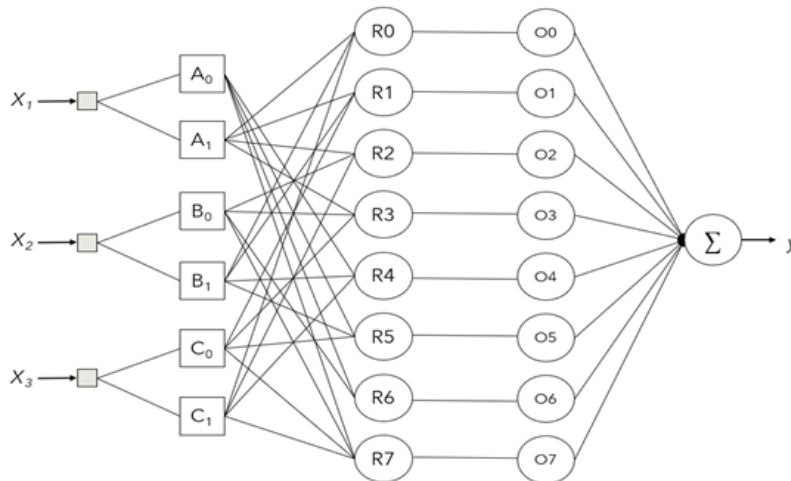 X₁
X₂
X₃
A₀
A₁
B₀
B₁
C₀
C₁
R0
R1
R2
R3
R4
R5
R6
R7
O0
O1
O2
O3
O4
O5
O6
O7
Σ
y